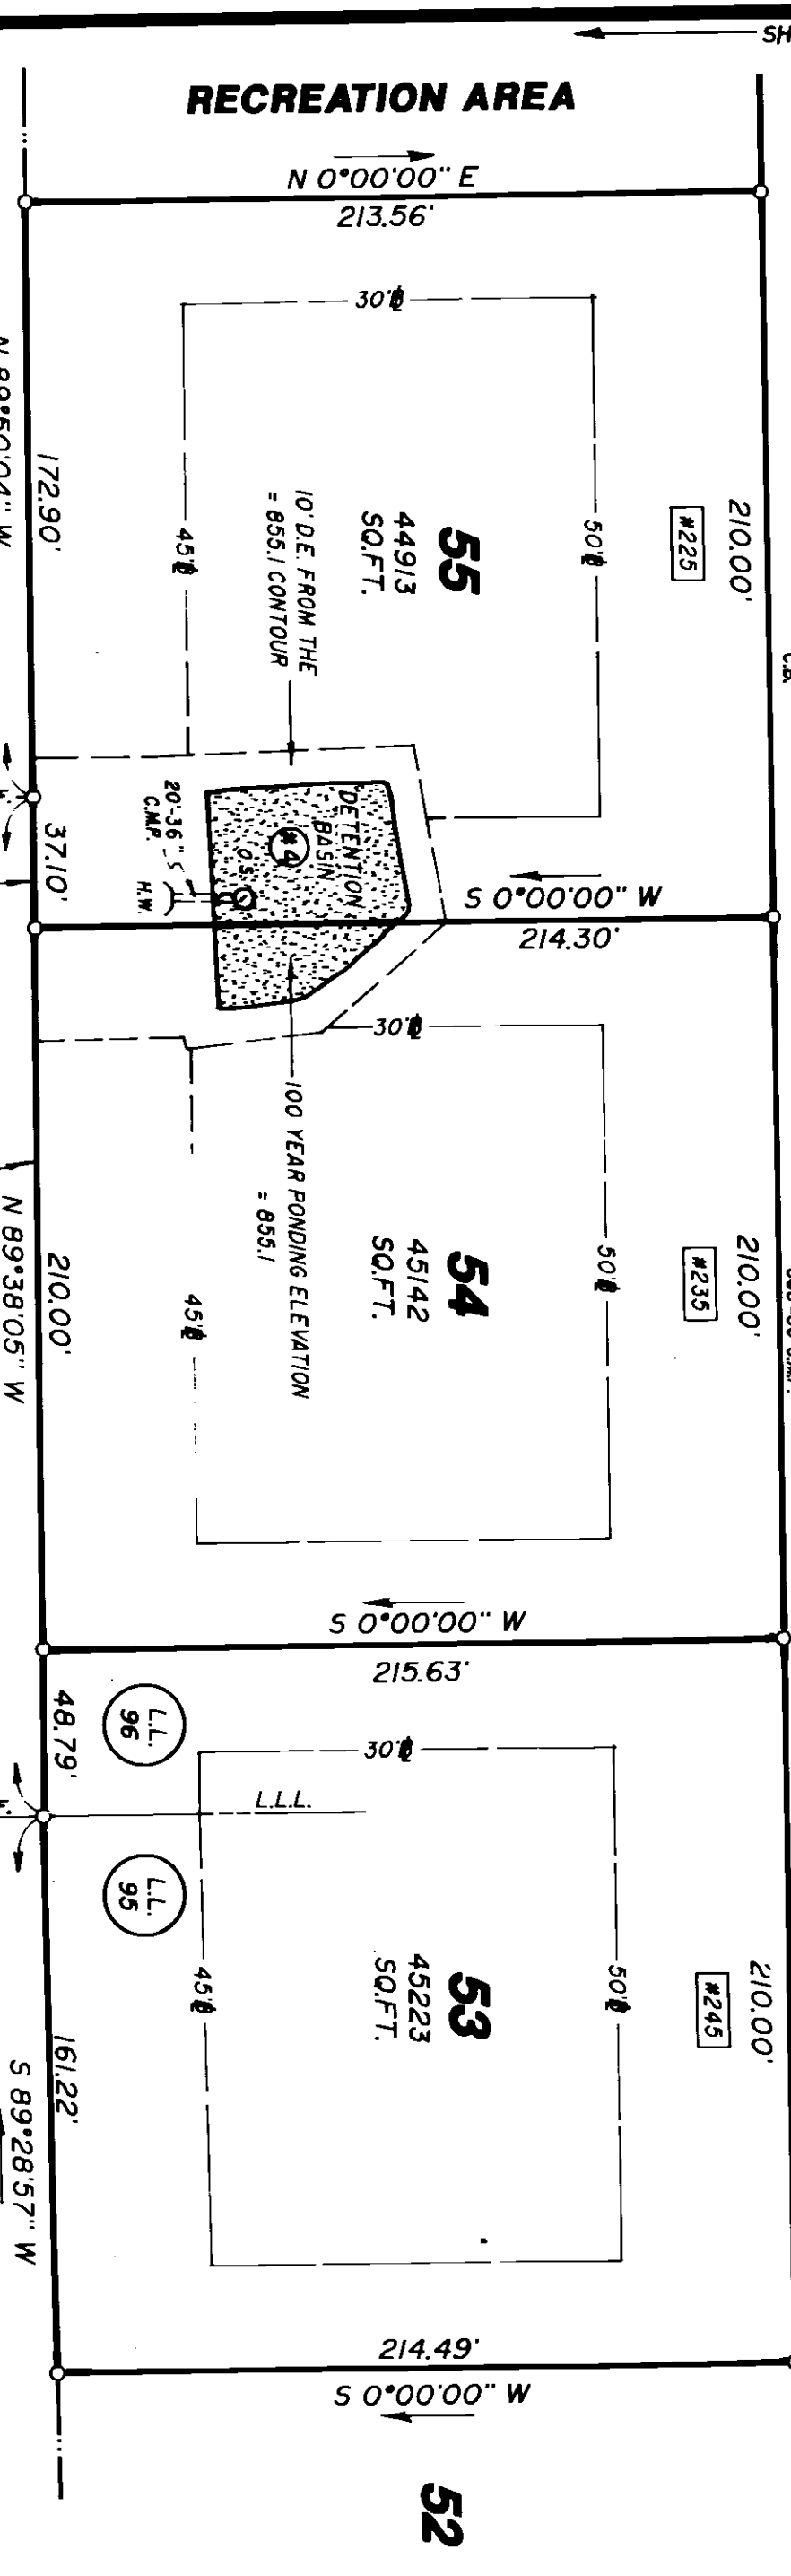 SH
RECREATION AREA
N 0°00'00" E
213.56'
30'
172.90'
45'
10' D.E. FROM THE
= 855.1 CONTOUR
55
44913
SQ.FT.
50'
#225
210.00'
C.B.
37.10'
20'-36"
C.M.P.
H.W.
DETENTION
BASIN
#4
0.5
S 0°00'00" W
214.30'
30'
100 YEAR PONDING ELEVATION
= 855.1
N 89°38'05" W
210.00'
45'
54
45142
SQ.FT.
50'
#235
210.00'
S 0°00'00" W
215.63'
48.79'
L.L.
96
30'
L.L.L.
L.L.
95
161.22'
S 89°28'57" W
45'
53
45223
SQ.FT.
50'
#245
210.00'
214.49'
S 0°00'00" W
52